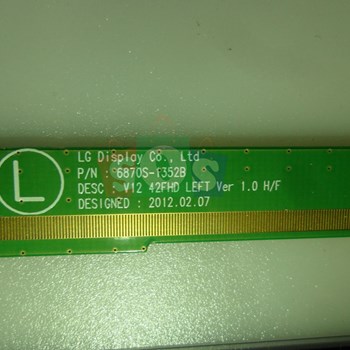 L
LG Display Co., Ltd
P/N : 6870S-1352B
DESC : V12 42FHD LEFT Ver 1.0 H/F
DESIGNED : 2012.02.07